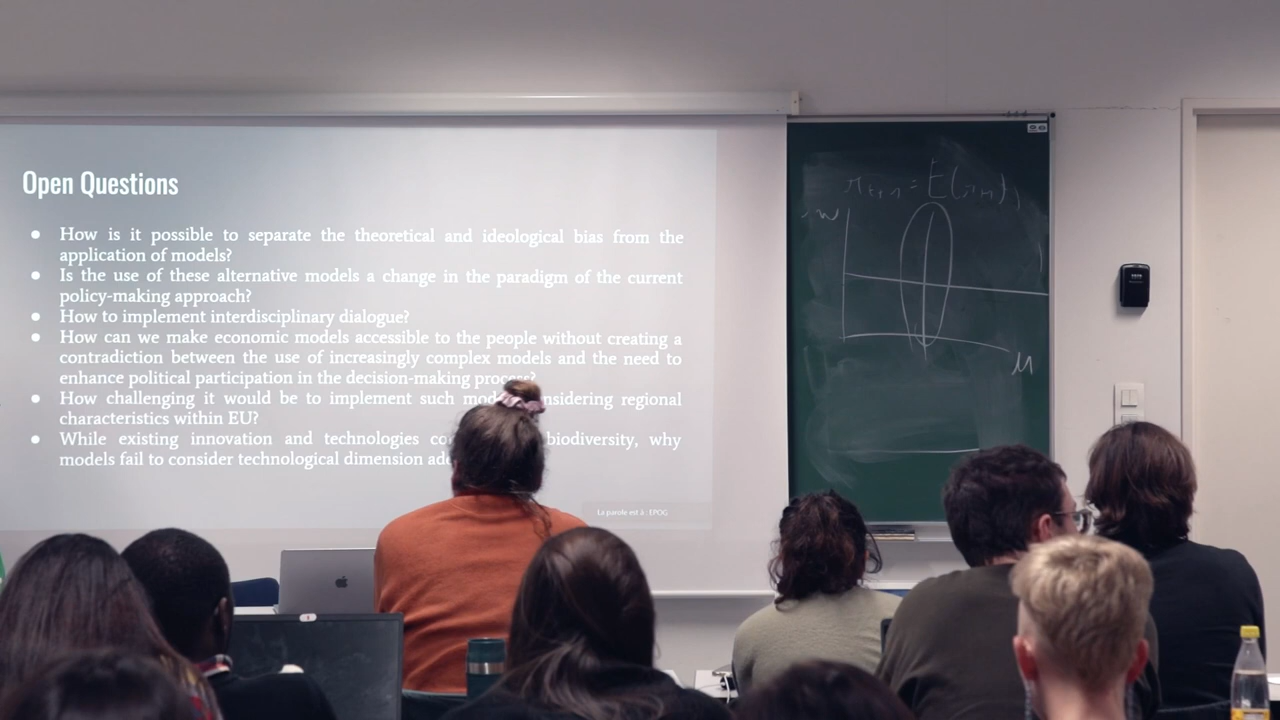 Open Questions
● How is it possible to separate the theoretical and ideological bias from the
application of models?
● Is the use of these alternative models a change in the paradigm of the current
policy-making approach?
● How to implement interdisciplinary dialogue?
● How can we make economic models accessible to the people without creating a
contradiction between the use of increasingly complex models and the need to
enhance political participation in the decision-making process?
● How challenging it would be to implement such considering regional
characteristics within EU?
● While existing innovation and technologies biodiversity, why
models fail to consider technological dimension
La parole est à : EPOG
w
μ